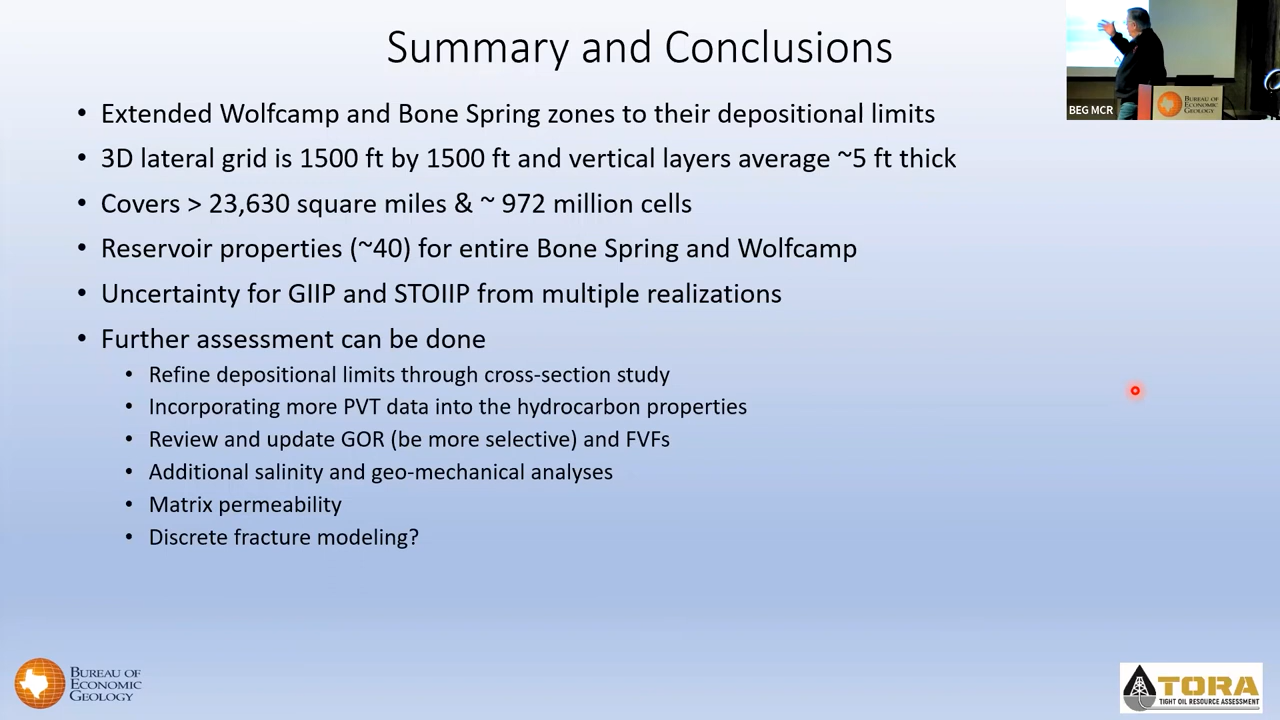 Summary and Conclusions
• Extended Wolfcamp and Bone Spring zones to their depositional limits
• 3D lateral grid is 1500 ft by 1500 ft and vertical layers average ~5 ft thick
• Covers > 23,630 square miles & ~ 972 million cells
• Reservoir properties (~40) for entire Bone Spring and Wolfcamp
• Uncertainty for GIIP and STOIIP from multiple realizations
• Further assessment can be done
• Refine depositional limits through cross-section study
• Incorporating more PVT data into the hydrocarbon properties
• Review and update GOR (be more selective) and FVFs
• Additional salinity and geo-mechanical analyses
• Matrix permeability
• Discrete fracture modeling?
BEG MCR
BUREAU OF
ECONOMIC
GEOLOGY
BUREAU OF
ECONOMIC
GEOLOGY
TORA
TIGHT OIL RESOURCE ASSESSMENT